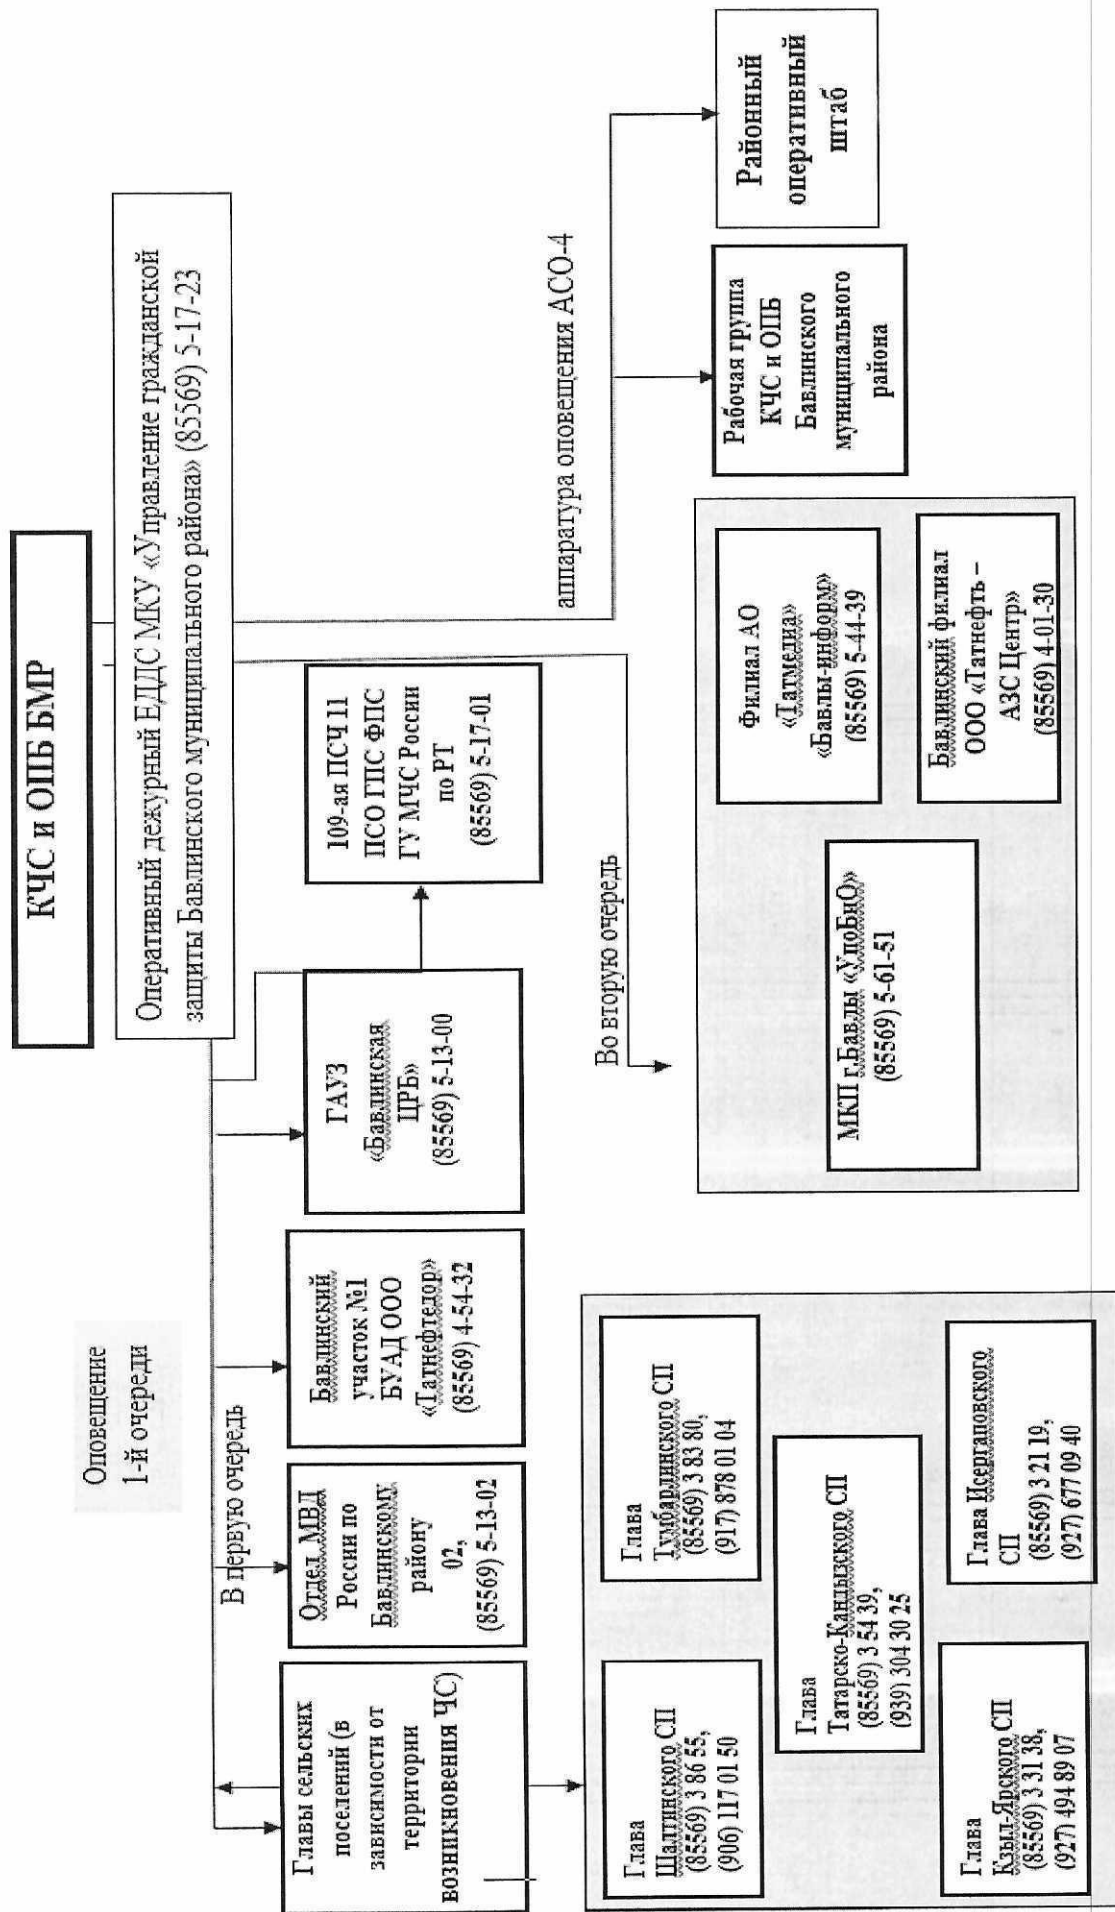 КЧС и ОПБ БМР
Оперативный дежурный ЕДДС МКУ «Управление гражданской
защиты Бавлинского муниципального района» (85569) 5-17-23
Оповещение
1-й очереди
В первую очередь
Главы сельских
поселений (в
зависимости от
территории
возникновения ЧС)
Отдел МВД
России по
Бавлинскому
району
02,
(85569) 5-13-02
Бавлинский
участок №1
БУАД ООО
«Татнефтедор»
(85569) 4-54-32
ГАУЗ
«Бавлинская
ЦРБ»
(85569) 5-13-00
109-ая ПСЧ 11
ПСО ГПС ФПС
ГУ МЧС России
по РТ
(85569) 5-17-01
аппаратура оповещения АСО-4
Во вторую очередь
Глава
Шалтинского СП
(85569) 3 86 55,
(906) 117 01 50
Глава
Тумбарлинского СП
(85569) 3 83 80,
(917) 878 01 04
Глава
Татарско-Кандызского СП
(85569) 3 54 39,
(939) 304 30 25
Глава
Кзыл-Ярского СП
(85569) 3 31 38,
(927) 494 89 07
Глава Исергаповского
СП
(85569) 3 21 19,
(927) 677 09 40
МКП г.Бавлы «УпоБиО»
(85569) 5-61-51
Филиал АО
«Татмедиа»
«Бавлы-информ»
(85569) 5-44-39
Бавлинский филиал
ООО «Татнефть –
АЗС Центр»
(85569) 4-01-30
Рабочая группа
КЧС и ОПБ
Бавлинского
муниципального
района
Районный
оперативный
штаб